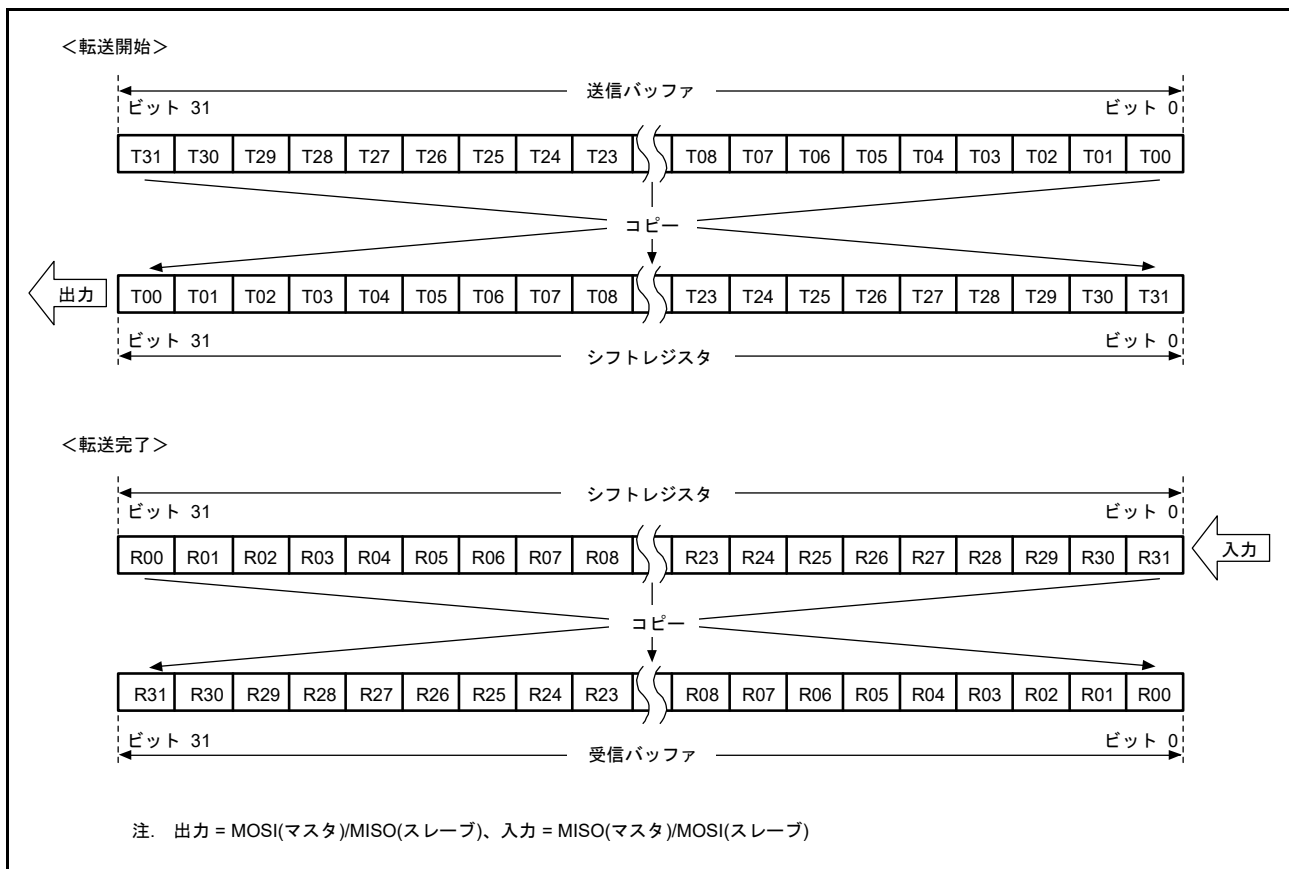 ＜転送開始＞
送信バッファ
ビット 31 ビット 0
T31 T30 T29 T28 T27 T26 T25 T24 T23 T08 T07 T06 T05 T04 T03 T02 T01 T00
コピー
出力 T00 T01 T02 T03 T04 T05 T06 T07 T08 T23 T24 T25 T26 T27 T28 T29 T30 T31
ビット 31 ビット 0
シフトレジスタ
＜転送完了＞
シフトレジスタ
ビット 31 ビット 0
R00 R01 R02 R03 R04 R05 R06 R07 R08 R23 R24 R25 R26 R27 R28 R29 R30 R31 入力
コピー
R31 R30 R29 R28 R27 R26 R25 R24 R23 R08 R07 R06 R05 R04 R03 R02 R01 R00
ビット 31 ビット 0
受信バッファ
注. 出力 = MOSI(マスタ)/MISO(スレーブ)、入力 = MISO(マスタ)/MOSI(スレーブ)